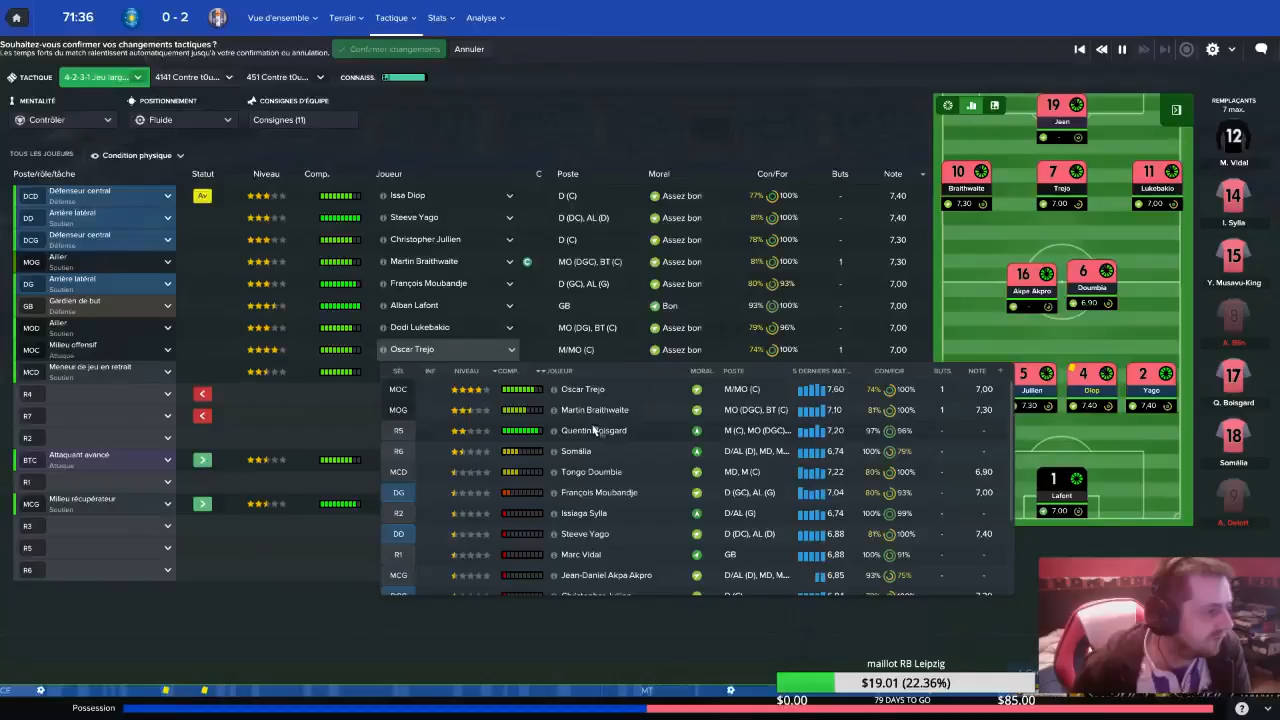 71:36 0 - 2 Vue d'ensemble Terrain Tactique Stats Analyse
Souhaitez-vous confirmer vos changements tactiques ?
Les temps forts du match ralentissent automatiquement jusqu'à votre confirmation ou annulation.
Confirmer changements Annuler
TACTIQUE 4-2-3-1 Jeu larg... 4141 Contre t0u... 451 Contre t0u... CONNAISS.
MENTALITÉ POSITIONNEMENT CONSIGNES D'ÉQUIPE
Contrôler Fluide Consignes (11)
TOUS LES JOUEURS Condition physique
Poste/rôle/tâche Statut Niveau Comp. Joueur C Poste Moral Con/For Buts Note
DCD Défenseur central Défense Av Issa Diop D (C) Assez bon 77% 100% - 7,40
DD Arrière latéral Soutien Steeve Yago D (DC), AL (D) Assez bon 81% 100% - 7,40
DCG Défenseur central Défense Christopher Jullien D (C) Assez bon 78% 100% - 7,30
MOG Ailier Soutien Martin Braithwaite C MO (DGC), BT (C) Assez bon 81% 100% 1 7,30
DG Arrière latéral Soutien François Moubandje D (GC), AL (G) Assez bon 80% 93% - 7,00
GB Gardien de but Défense Alban Lafont GB Bon 93% 100% - 7,00
MOD Ailier Soutien Dodi Lukebakio MO (DG), BT (C) Assez bon 79% 96% - 7,00
MOC Milieu offensif Attaque Oscar Trejo M/MO (C) Assez bon 74% 100% 1 7,00
MCD Meneur de jeu en retrait Soutien
R4
R7
R2
BTC Attaquant avancé Attaque
R1
MCG Milieu récupérateur Soutien
R3
R5
R6
SÉL INF NIVEAU COMP. JOUEUR MORAL POSTE 5 DERNIERS MAT... CON/FOR BUTS NOTE
MOC Oscar Trejo M/MO (C) 7,60 74% 100% 1 7,00
MOG Martin Braithwaite MO (DGC), BT (C) 7,10 81% 100% 1 7,30
R5 Quentin Boisgard M (C), MO (DGC)... 7,20 97% 96% - -
R6 Somália D/AL (D), MD, M... 6,74 100% 79% - -
MCD Tongo Doumbia MD, M (C) 7,22 80% 100% - 6,90
DG François Moubandje D (GC), AL (G) 7,04 80% 93% - 7,00
R2 Issiaga Sylla D/AL (G) 6,74 100% 99% - -
DD Steeve Yago D (DC), AL (D) 6,88 81% 100% - 7,40
R1 Marc Vidal GB 6,88 100% 91% - -
MCG Jean-Daniel Akpa Akpro D/AL (D), MD, M... 6,85 93% 75% - -
19 Jean -
10 Braithwaite 7,30
7 Trejo 7,00
11 Lukebakio 7,00
16 Akpa Akpro -
6 Doumbia 6,90
5 Jullien 7,30
4 Diop 7,40
2 Yago 7,40
1 Lafont 7,00
REMPLAÇANTS
7 max.
12 M. Vidal
14 I. Sylla
15 Y. Musavu-King
8 A. Blin
17 Q. Boisgard
18 Somália
9 A. Delort
maillot RB Leipzig
$19.01 (22.36%)
$0.00 79 DAYS TO GO $85.00
CE MT
Possession